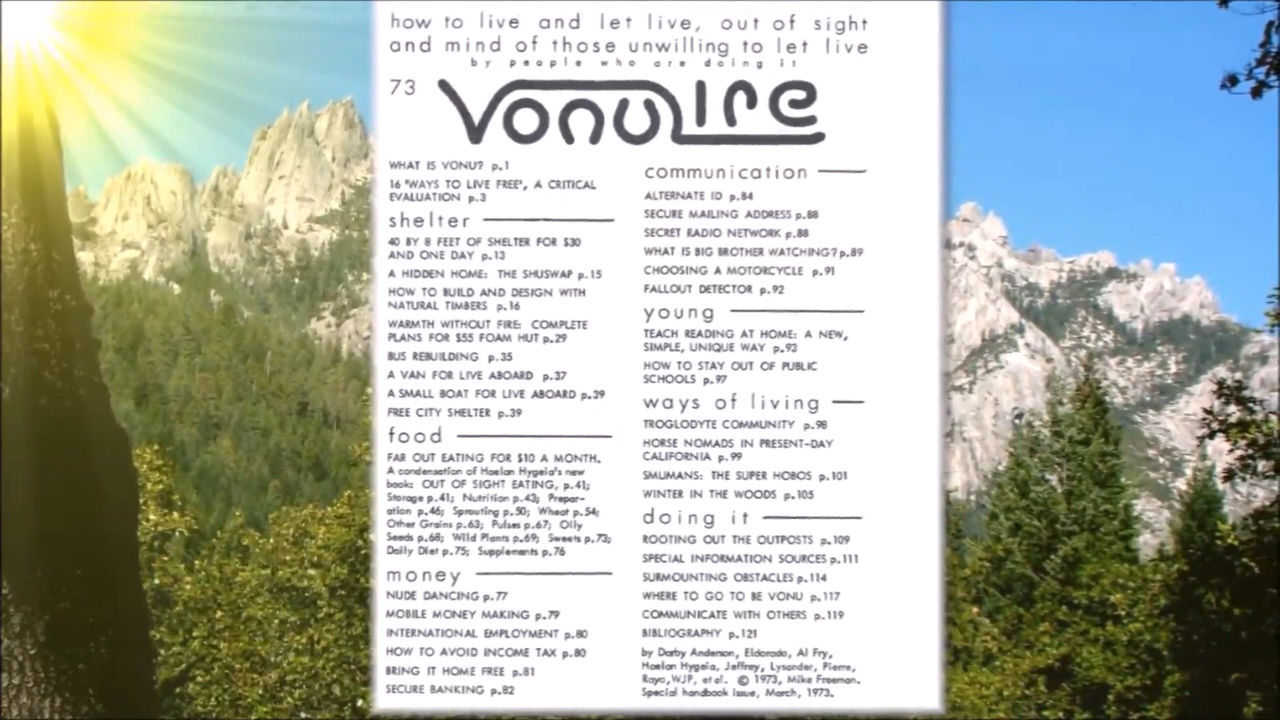 how to live and let live, out of sight
and mind of those unwilling to let live
by people who are doing it
73
VONULIFE
WHAT IS VONU? p.1
16 "WAYS TO LIVE FREE", A CRITICAL
EVALUATION p.3
shelter
40 BY 8 FEET OF SHELTER FOR $30
AND ONE DAY p.13
A HIDDEN HOME: THE SHUSWAP p.15
HOW TO BUILD AND DESIGN WITH
NATURAL TIMBERS p.16
WARMTH WITHOUT FIRE: COMPLETE
PLANS FOR $55 FOAM HUT p.29
BUS REBUILDING p.35
A VAN FOR LIVE ABOARD p.37
A SMALL BOAT FOR LIVE ABOARD p.39
FREE CITY SHELTER p.39
food
FAR OUT EATING FOR $10 A MONTH.
A condensation of Haelan Hygeia's new
book: OUT OF SIGHT EATING, p.41;
Storage p.41; Nutrition p.43; Prepar-
ation p.46; Sprouting p.50; Wheat p.54;
Other Grains p.63; Pulses p.67; Oily
Seeds p.68; Wild Plants p.69; Sweets p.73;
Daily Diet p.75; Supplements p.76
money
NUDE DANCING p.77
MOBILE MONEY MAKING p.79
INTERNATIONAL EMPLOYMENT p.80
HOW TO AVOID INCOME TAX p.80
BRING IT HOME FREE p.81
SECURE BANKING p.82
communication
ALTERNATE ID p.84
SECURE MAILING ADDRESS p.88
SECRET RADIO NETWORK p.88
WHAT IS BIG BROTHER WATCHING? p.89
CHOOSING A MOTORCYCLE p.91
FALLOUT DETECTOR p.92
young
TEACH READING AT HOME: A NEW,
SIMPLE, UNIQUE WAY p.93
HOW TO STAY OUT OF PUBLIC
SCHOOLS p.97
ways of living
TROGLODYTE COMMUNITY p.98
HORSE NOMADS IN PRESENT-DAY
CALIFORNIA p.99
SMUMANS: THE SUPER HOBOS p.101
WINTER IN THE WOODS p.105
doing it
ROOTING OUT THE OUTPOSTS p.109
SPECIAL INFORMATION SOURCES p.111
SURMOUNTING OBSTACLES p.114
WHERE TO GO TO BE VONU p.117
COMMUNICATE WITH OTHERS p.119
BIBLIOGRAPHY p.121
by Darby Anderson, Eldorado, Al Fry,
Haelan Hygeia, Jeffrey, Lysander, Pierre,
Rayo, WJP, et al. © 1973, Mike Freeman.
Special handbook issue, March, 1973.